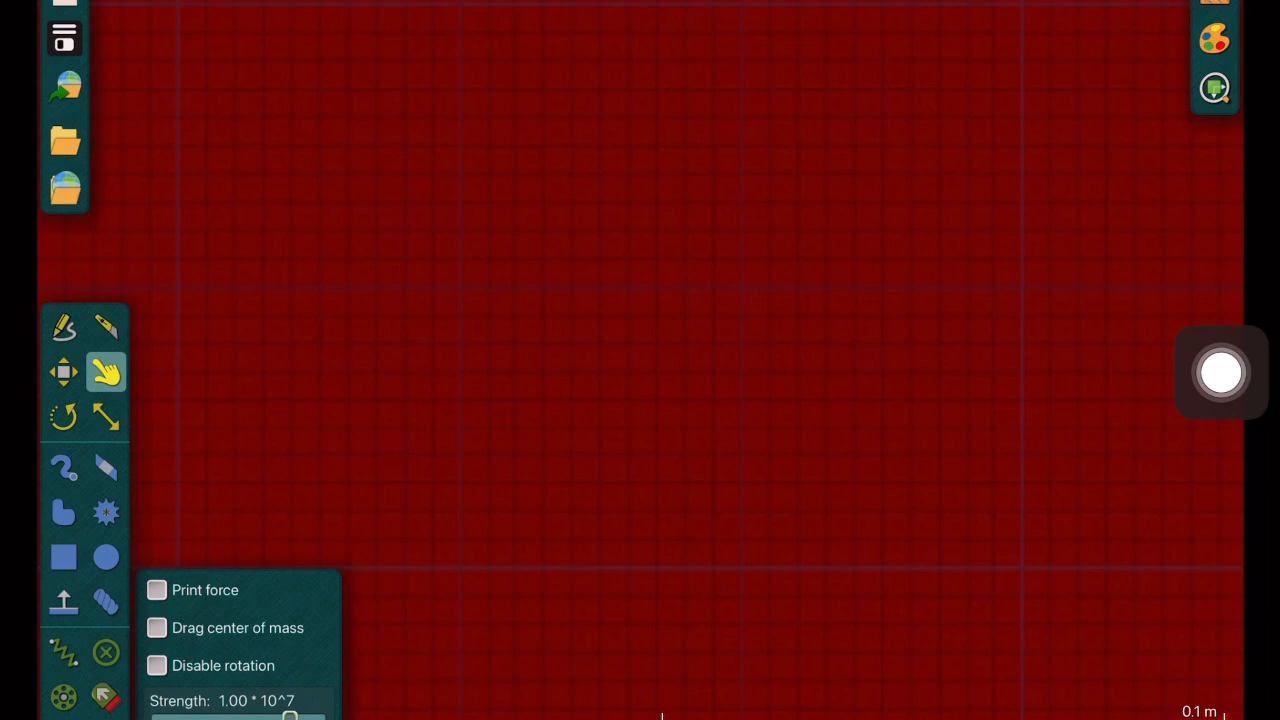 Print force
Drag center of mass
Disable rotation
Strength: 1.00 * 10^7
0.1 m